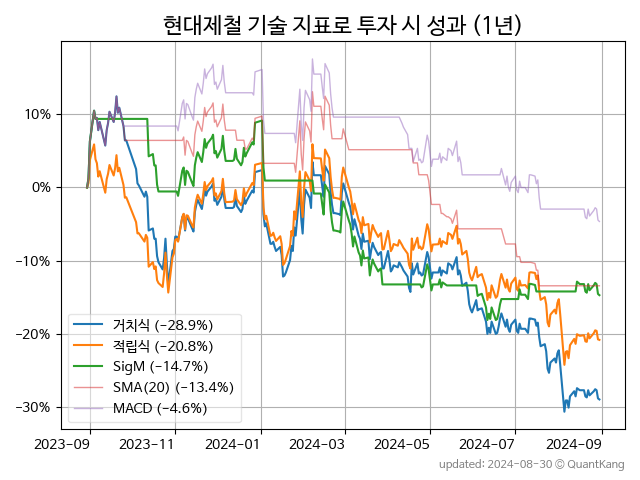 현대제철 기술 지표로 투자 시 성과 (1년)
10%
0%
−10%
−20%
−30%
거치식 (−28.9%)
적립식 (−20.8%)
SigM (−14.7%)
SMA(20) (−13.4%)
MACD (−4.6%)
2023-09 2023-11 2024-01 2024-03 2024-05 2024-07 2024-09
updated: 2024-08-30 © QuantKang